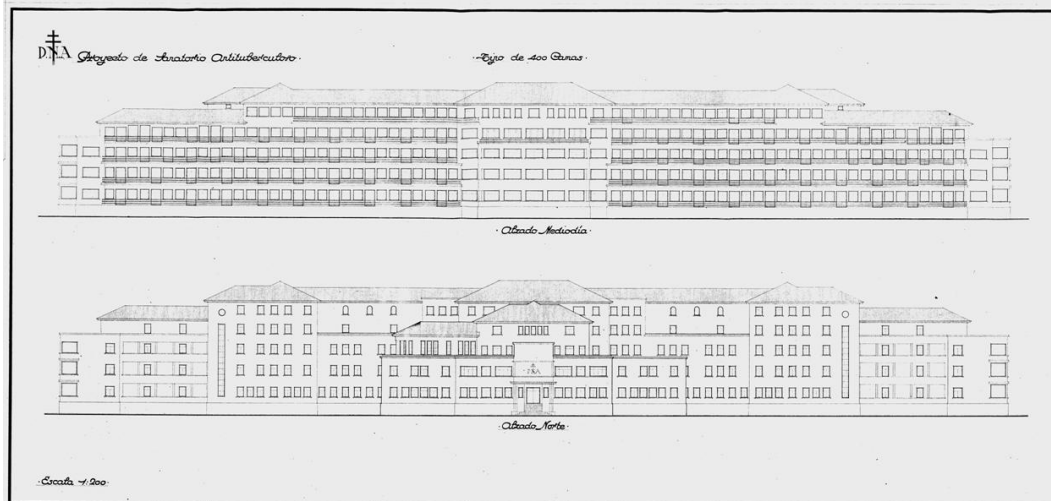 D.N.A Proyecto de Sanatorio Antituberculoso.
·Tipo de 400 Camas·
·Alzado Mediodía·
D.N.A
·Alzado Norte·
·Escala 1:200·